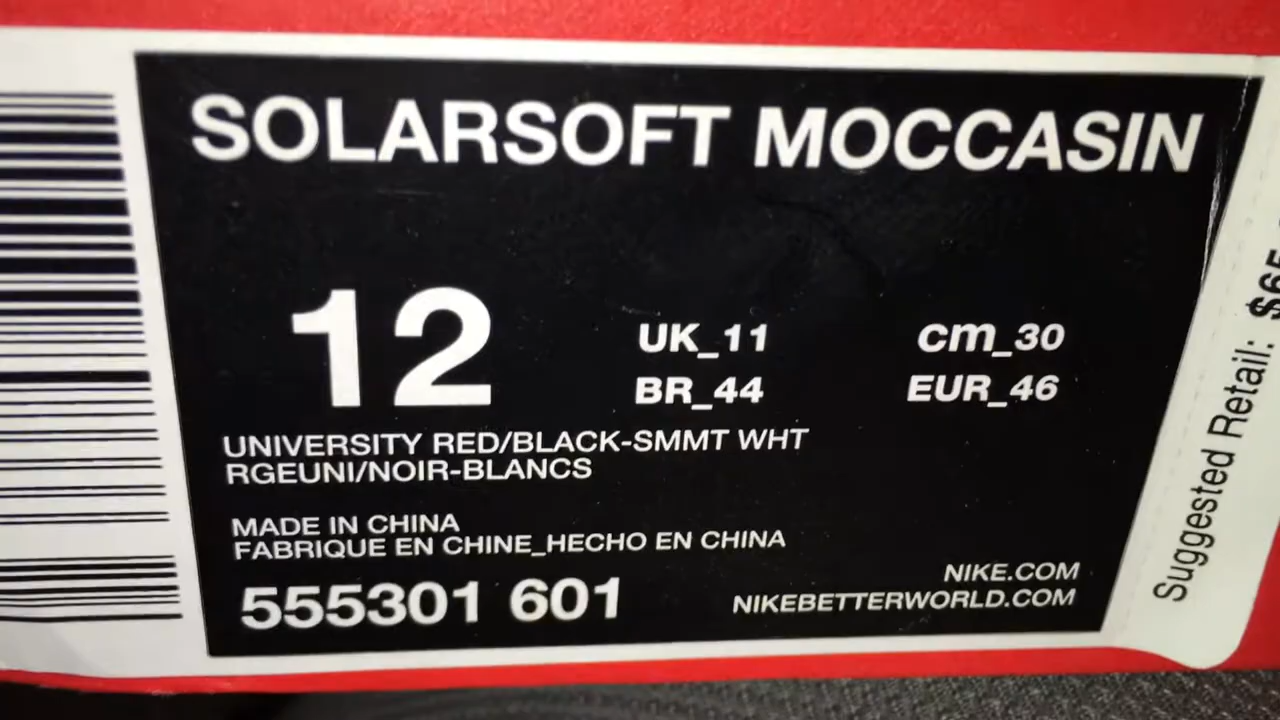 SOLARSOFT MOCCASIN
12
UK_11
cm_30
BR_44
EUR_46
UNIVERSITY RED/BLACK-SMMT WHT
RGEUNI/NOIR-BLANCS
MADE IN CHINA
FABRIQUE EN CHINE_HECHO EN CHINA
555301 601
NIKE.COM
NIKEBETTERWORLD.COM
Suggested Retail: $65